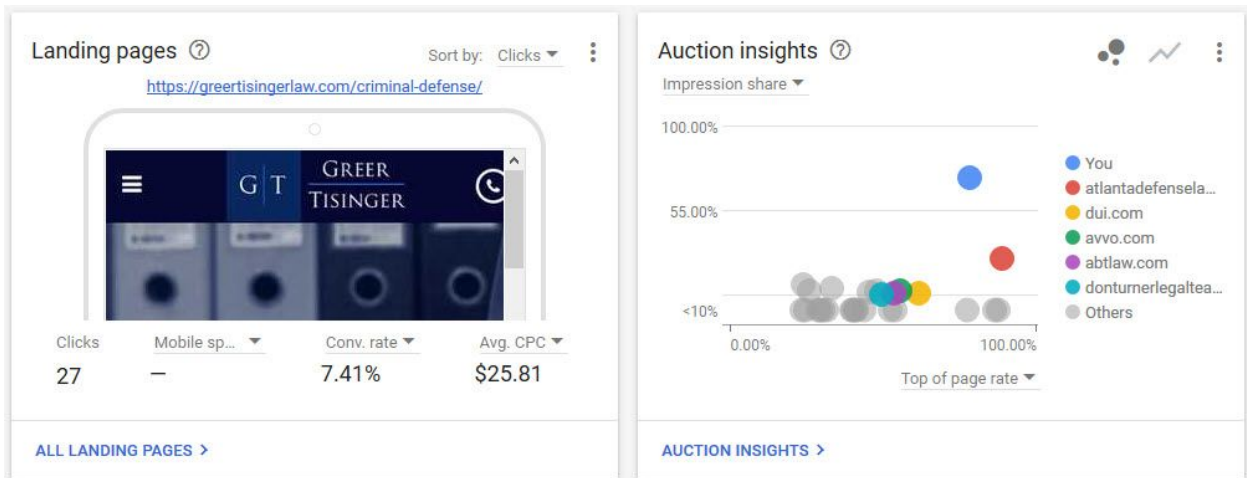 Landing pages
Sort by: Clicks
https://greertisingerlaw.com/criminal-defense/
G T GREER
TISINGER
Clicks Mobile sp... Conv. rate Avg. CPC
27 — 7.41% $25.81
ALL LANDING PAGES >
Auction insights
Impression share
100.00%
55.00%
<10%
0.00% 100.00%
Top of page rate
You
atlantadefensela...
dui.com
avvo.com
abtlaw.com
donturnerlegaltea...
Others
AUCTION INSIGHTS >